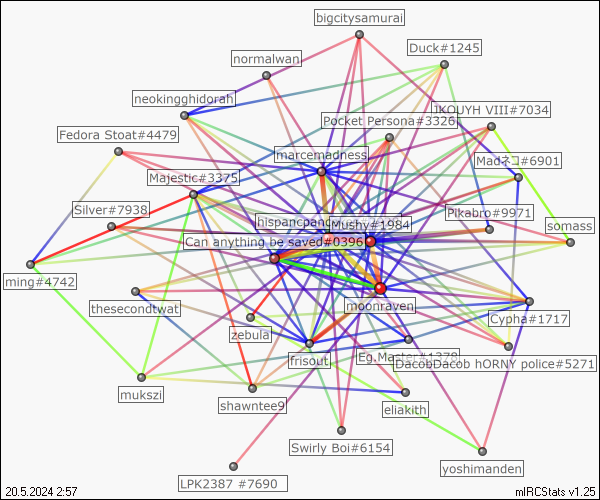 bigcitysamurai
Duck#1245
normalwan
neokingghidorah
JKOUYH VIII#7034
Pocket Persona#3326
Fedora Stoat#4479
marcemadness
Madネコ#6901
Majestic#3375
Silver#7938
Pikabro#9971
hispancpan
Mushy#1984
somass
Can anything be saved#0396
ming#4742
moonraven
thesecondtwat
Cypha#1717
zebula
frisout
Eg.Master#1378
DacobDacob hORNY police#5271
mukszi
shawntee9
eliakith
Swirly Boi#6154
yoshimanden
LPK2387 #7690
20.5.2024 2:57
mIRCStats v1.25